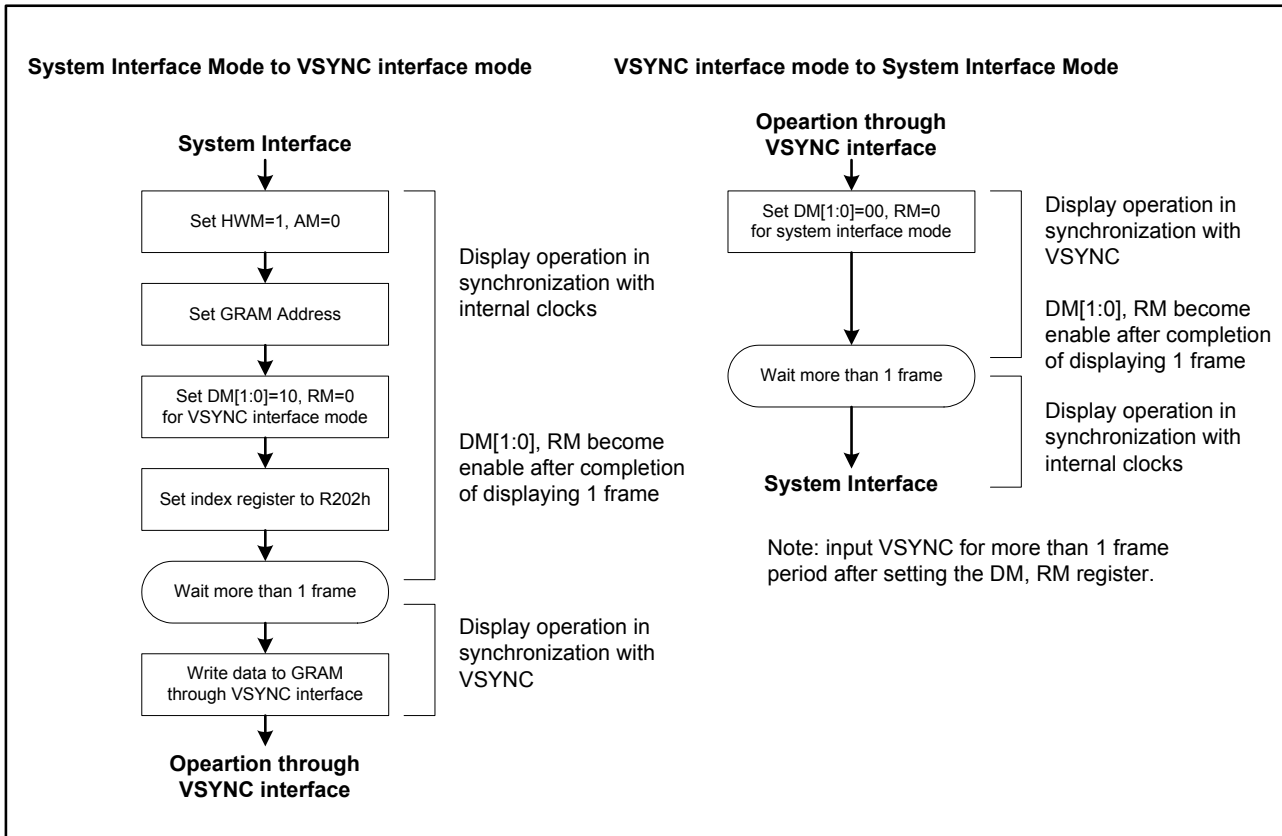 System Interface Mode to VSYNC interface mode
System Interface
Set HWM=1, AM=0
Set GRAM Address
Set DM[1:0]=10, RM=0
for VSYNC interface mode
Set index register to R202h
Wait more than 1 frame
Write data to GRAM
through VSYNC interface
Opeartion through
VSYNC interface
Display operation in
synchronization with
internal clocks
DM[1:0], RM become
enable after completion
of displaying 1 frame
Display operation in
synchronization with
VSYNC
VSYNC interface mode to System Interface Mode
Opeartion through
VSYNC interface
Set DM[1:0]=00, RM=0
for system interface mode
Wait more than 1 frame
System Interface
Display operation in
synchronization with
VSYNC
DM[1:0], RM become
enable after completion
of displaying 1 frame
Display operation in
synchronization with
internal clocks
Note: input VSYNC for more than 1 frame
period after setting the DM, RM register.